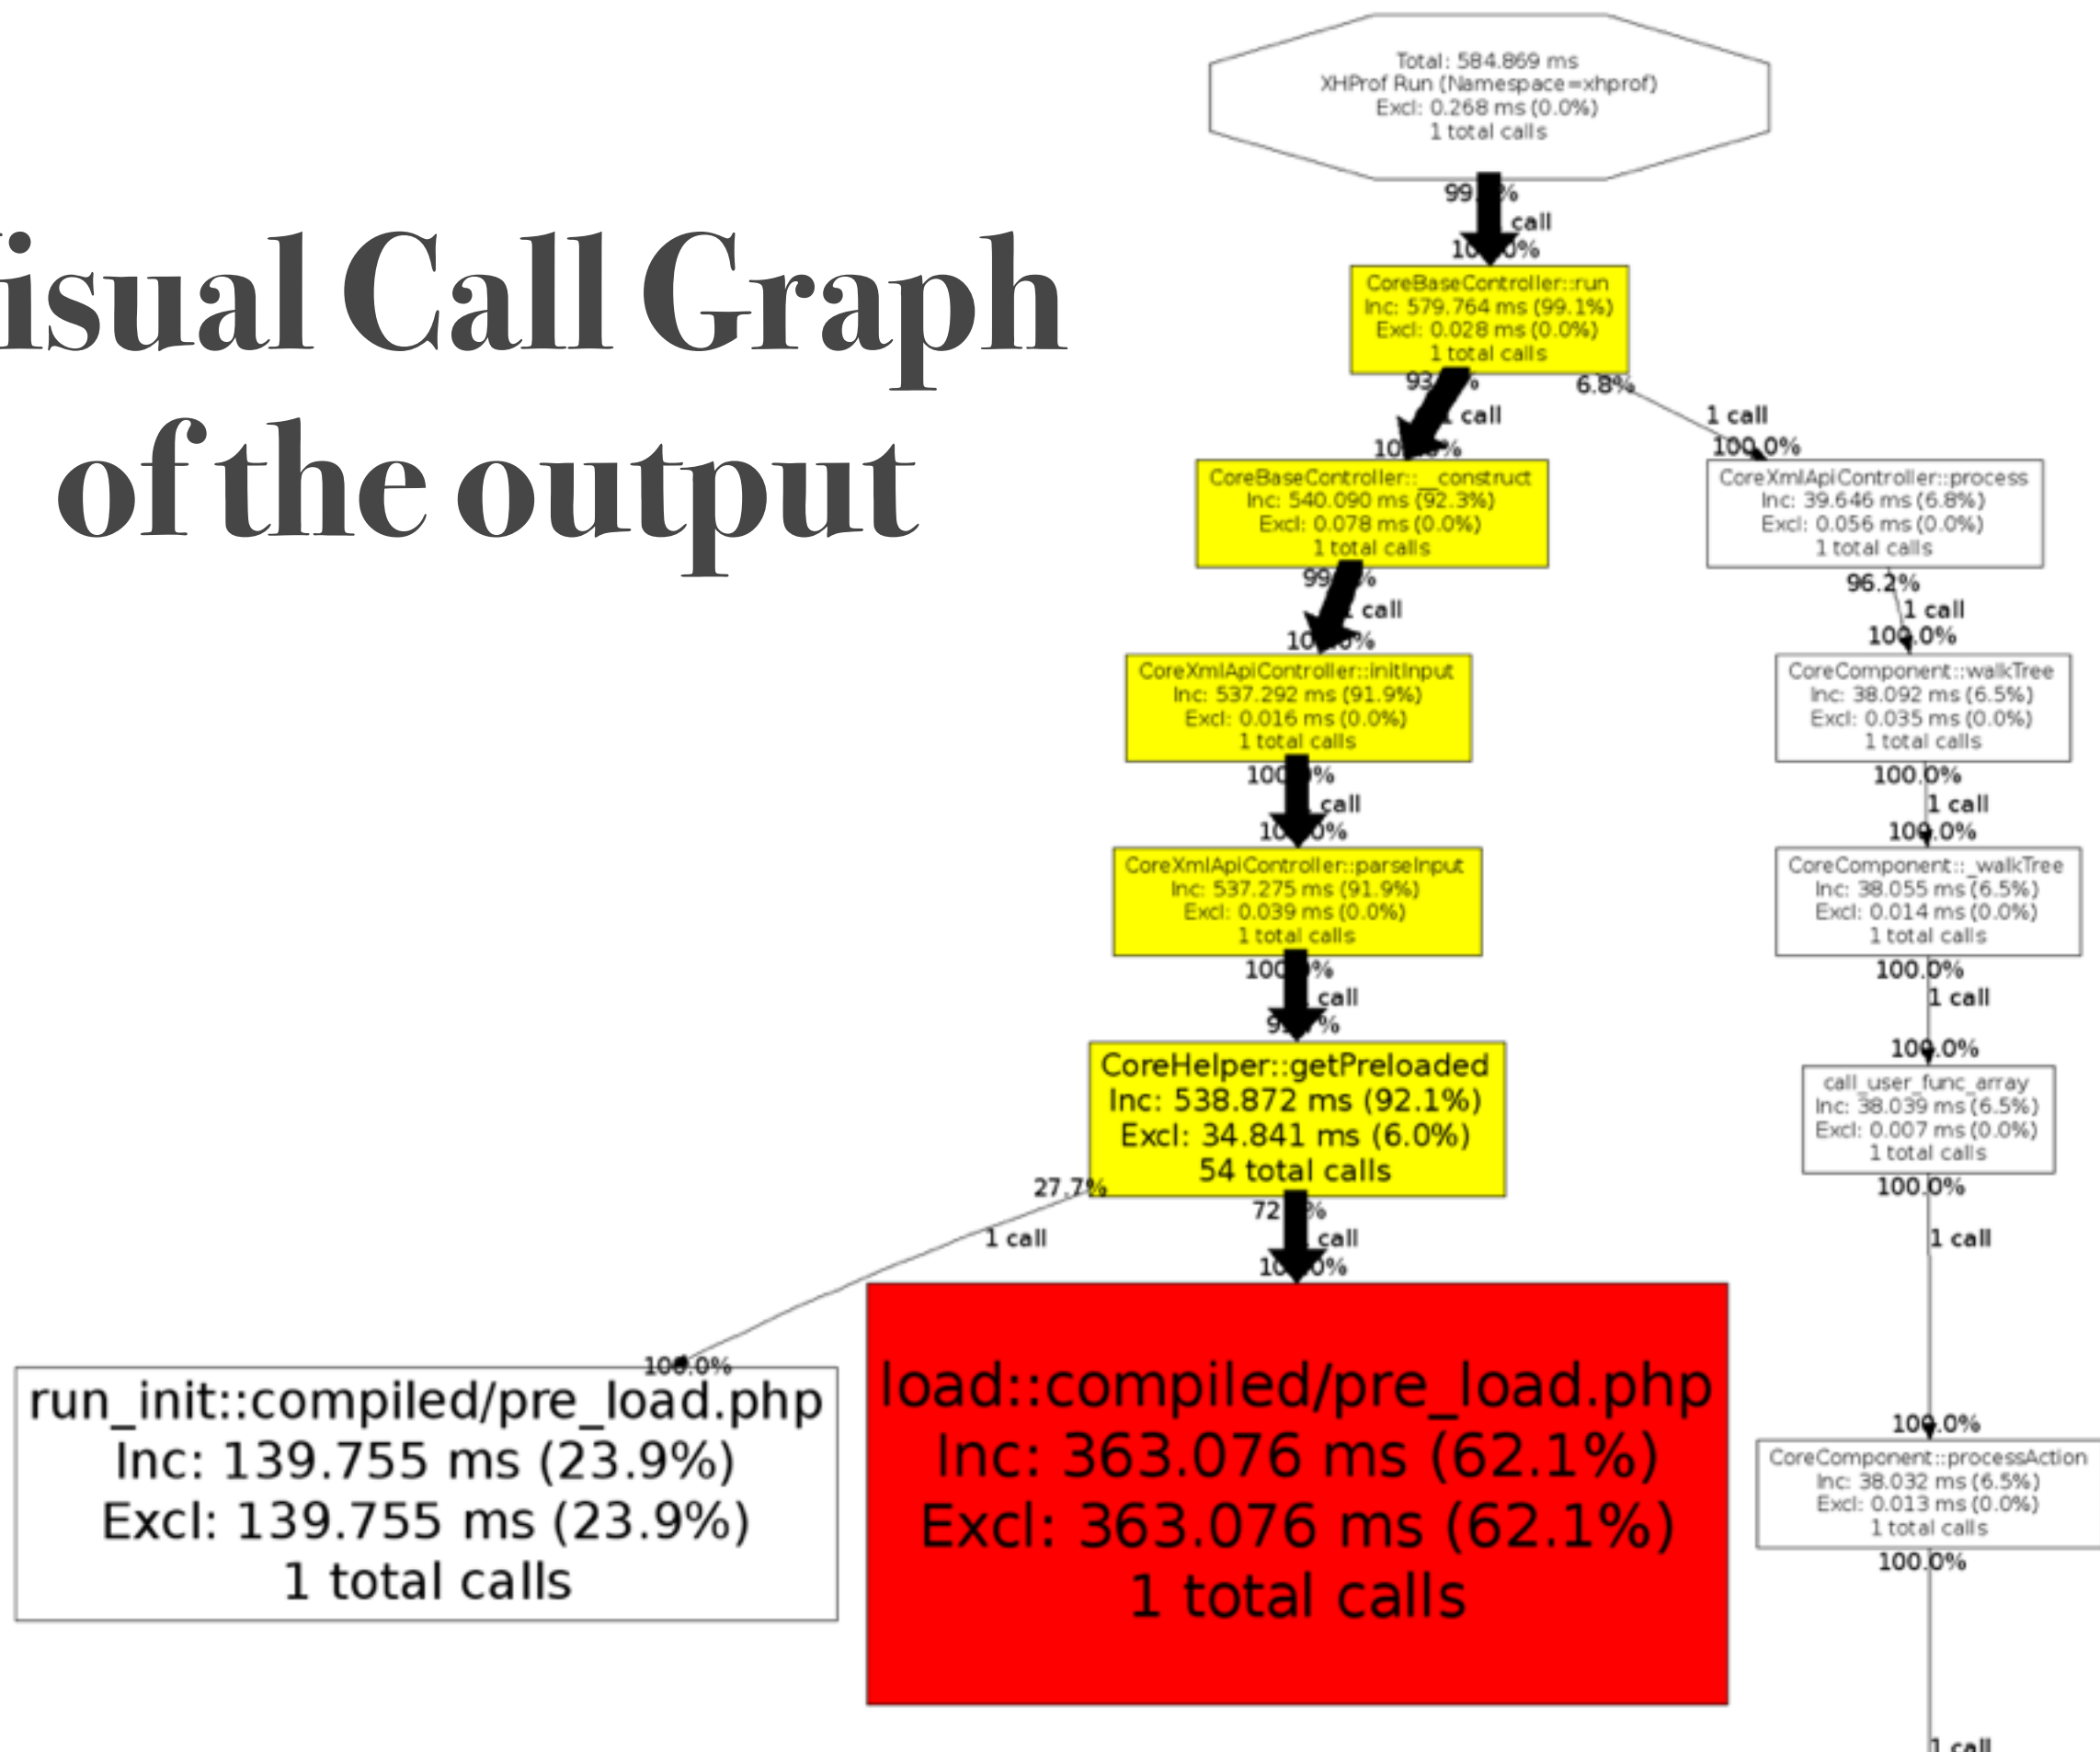 isual Call Graph
of the output
Total: 584.869 ms
XHProf Run (Namespace=xhprof)
Excl: 0.268 ms (0.0%)
1 total calls
call
CoreBaseController::run
Inc: 579.764 ms (99.1%)
Excl: 0.028 ms (0.0%)
1 total calls
6.8%
call
1 call
100.0%
CoreBaseController::__construct
Inc: 540.090 ms (92.3%)
Excl: 0.078 ms (0.0%)
1 total calls
CoreXmlApiController::process
Inc: 39.646 ms (6.8%)
Excl: 0.056 ms (0.0%)
1 total calls
96.2%
call
1 call
100.0%
CoreXmlApiController::initInput
Inc: 537.292 ms (91.9%)
Excl: 0.016 ms (0.0%)
1 total calls
CoreComponent::walkTree
Inc: 38.092 ms (6.5%)
Excl: 0.035 ms (0.0%)
1 total calls
100.0%
call
1 call
100.0%
CoreXmlApiController::parseInput
Inc: 537.275 ms (91.9%)
Excl: 0.039 ms (0.0%)
1 total calls
CoreComponent::_walkTree
Inc: 38.055 ms (6.5%)
Excl: 0.014 ms (0.0%)
1 total calls
100.0%
call
1 call
100.0%
CoreHelper::getPreloaded
Inc: 538.872 ms (92.1%)
Excl: 34.841 ms (6.0%)
54 total calls
call_user_func_array
Inc: 38.039 ms (6.5%)
Excl: 0.007 ms (0.0%)
1 total calls
27.7%
100.0%
1 call
call
1 call
100.0%
run_init::compiled/pre_load.php
Inc: 139.755 ms (23.9%)
Excl: 139.755 ms (23.9%)
1 total calls
load::compiled/pre_load.php
Inc: 363.076 ms (62.1%)
Excl: 363.076 ms (62.1%)
1 total calls
100.0%
CoreComponent::processAction
Inc: 38.032 ms (6.5%)
Excl: 0.013 ms (0.0%)
1 total calls
100.0%
1 call